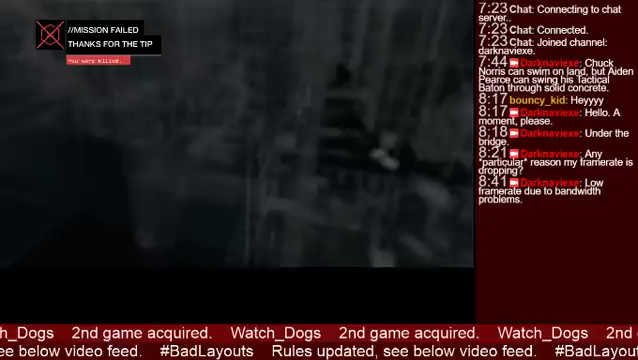 //MISSION FAILED
THANKS FOR THE TIP
You were killed.
7:23 Chat: Connecting to chat
server..
7:23 Chat: Connected.
7:23 Chat: Joined channel:
darknaviexe.
7:44 Darknaviexe: Chuck
Norris can swim on land, but Aiden
Pearce can swing his Tactical
Baton through solid concrete.
8:17 bouncy_kid: Heyyyy
8:17 Darknaviexe: Hello. A
moment, please.
8:18 Darknaviexe: Under the
bridge.
8:21 Darknaviexe: Any
*particular* reason my framerate is
dropping?
8:41 Darknaviexe: Low
framerate due to bandwidth
problems.
h_Dogs 2nd game acquired. Watch_Dogs 2nd game acquired. Watch_Dogs 2nd
ee below video feed. #BadLayouts Rules updated, see below video feed. #BadLayo